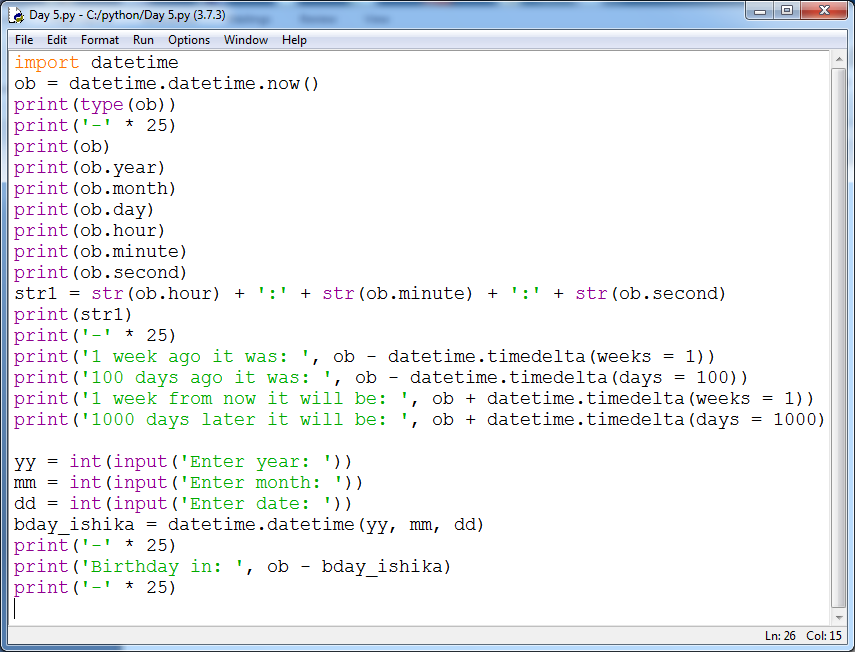 Day 5.py - C:/python/Day 5.py (3.7.3)
File Edit Format Run Options Window Help
import datetime
ob = datetime.datetime.now()
print(type(ob))
print('-' * 25)
print(ob)
print(ob.year)
print(ob.month)
print(ob.day)
print(ob.hour)
print(ob.minute)
print(ob.second)
str1 = str(ob.hour) + ':' + str(ob.minute) + ':' + str(ob.second)
print(str1)
print('-' * 25)
print('1 week ago it was: ', ob - datetime.timedelta(weeks = 1))
print('100 days ago it was: ', ob - datetime.timedelta(days = 100))
print('1 week from now it will be: ', ob + datetime.timedelta(weeks = 1))
print('1000 days later it will be: ', ob + datetime.timedelta(days = 1000)
yy = int(input('Enter year: '))
mm = int(input('Enter month: '))
dd = int(input('Enter date: '))
bday_ishika = datetime.datetime(yy, mm, dd)
print('-' * 25)
print('Birthday in: ', ob - bday_ishika)
print('-' * 25)
Ln: 26 Col: 15